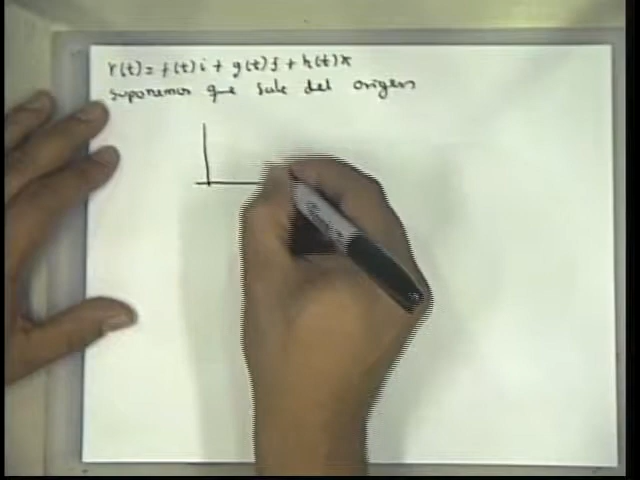 r(t) = f(t)i + g(t)j + h(t)k
suponemos que sale del origen